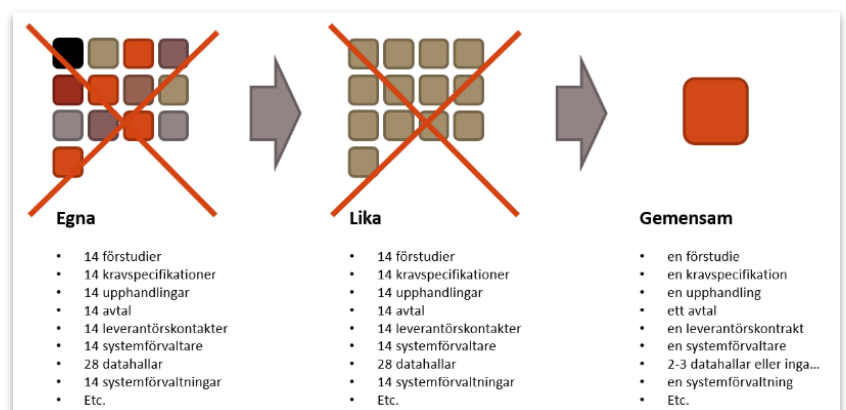 Egna
• 14 förstudier
• 14 kravspecifikationer
• 14 upphandlingar
• 14 avtal
• 14 leverantörskontakter
• 14 systemförvaltare
• 28 datahallar
• 14 systemförvaltningar
• Etc.
Lika
• 14 förstudier
• 14 kravspecifikationer
• 14 upphandlingar
• 14 avtal
• 14 leverantörskontakter
• 14 systemförvaltare
• 28 datahallar
• 14 systemförvaltningar
• Etc.
Gemensam
• en förstudie
• en kravspecifikation
• en upphandling
• ett avtal
• en leverantörskontrakt
• en systemförvaltare
• 2-3 datahallar eller inga...
• en systemförvaltning
• Etc.